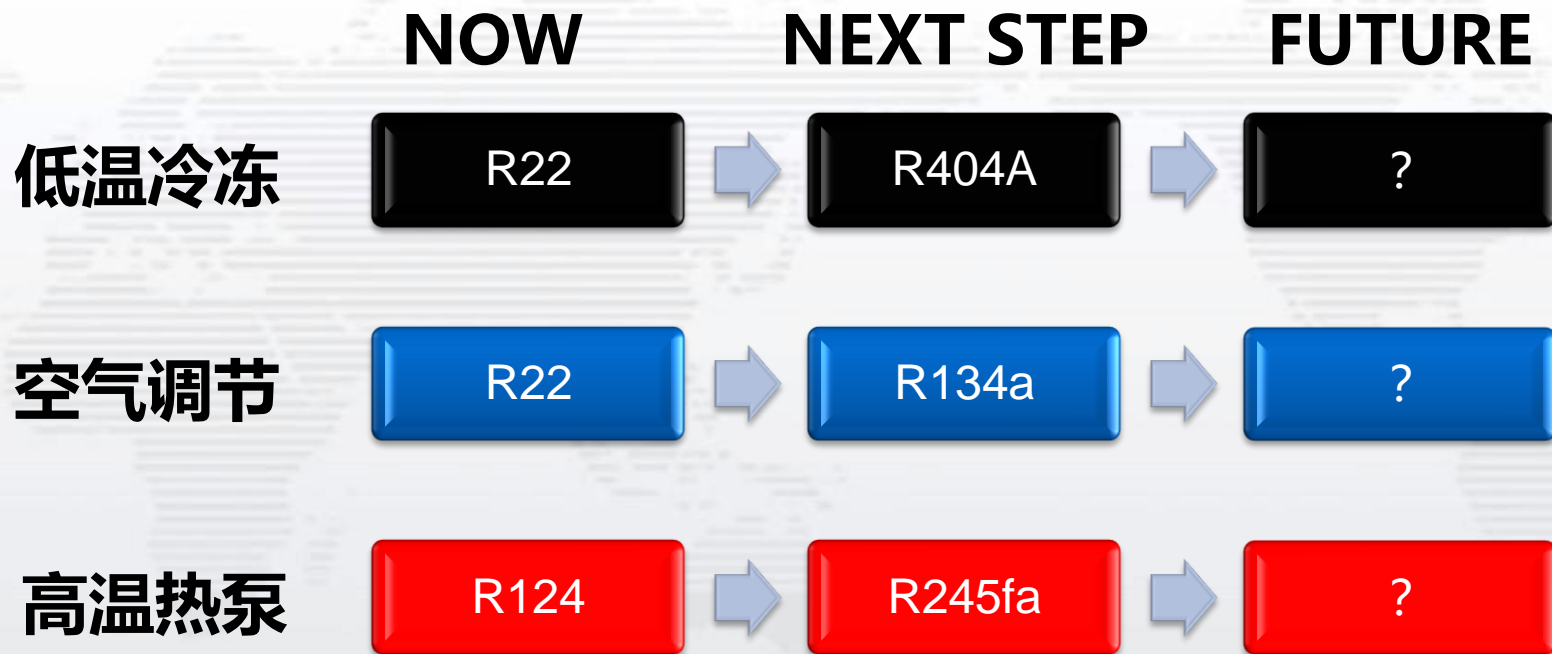 NOW NEXT STEP FUTURE
低温冷冻 R22 R404A ?
空气调节 R22 R134a ?
高温热泵 R124 R245fa ?